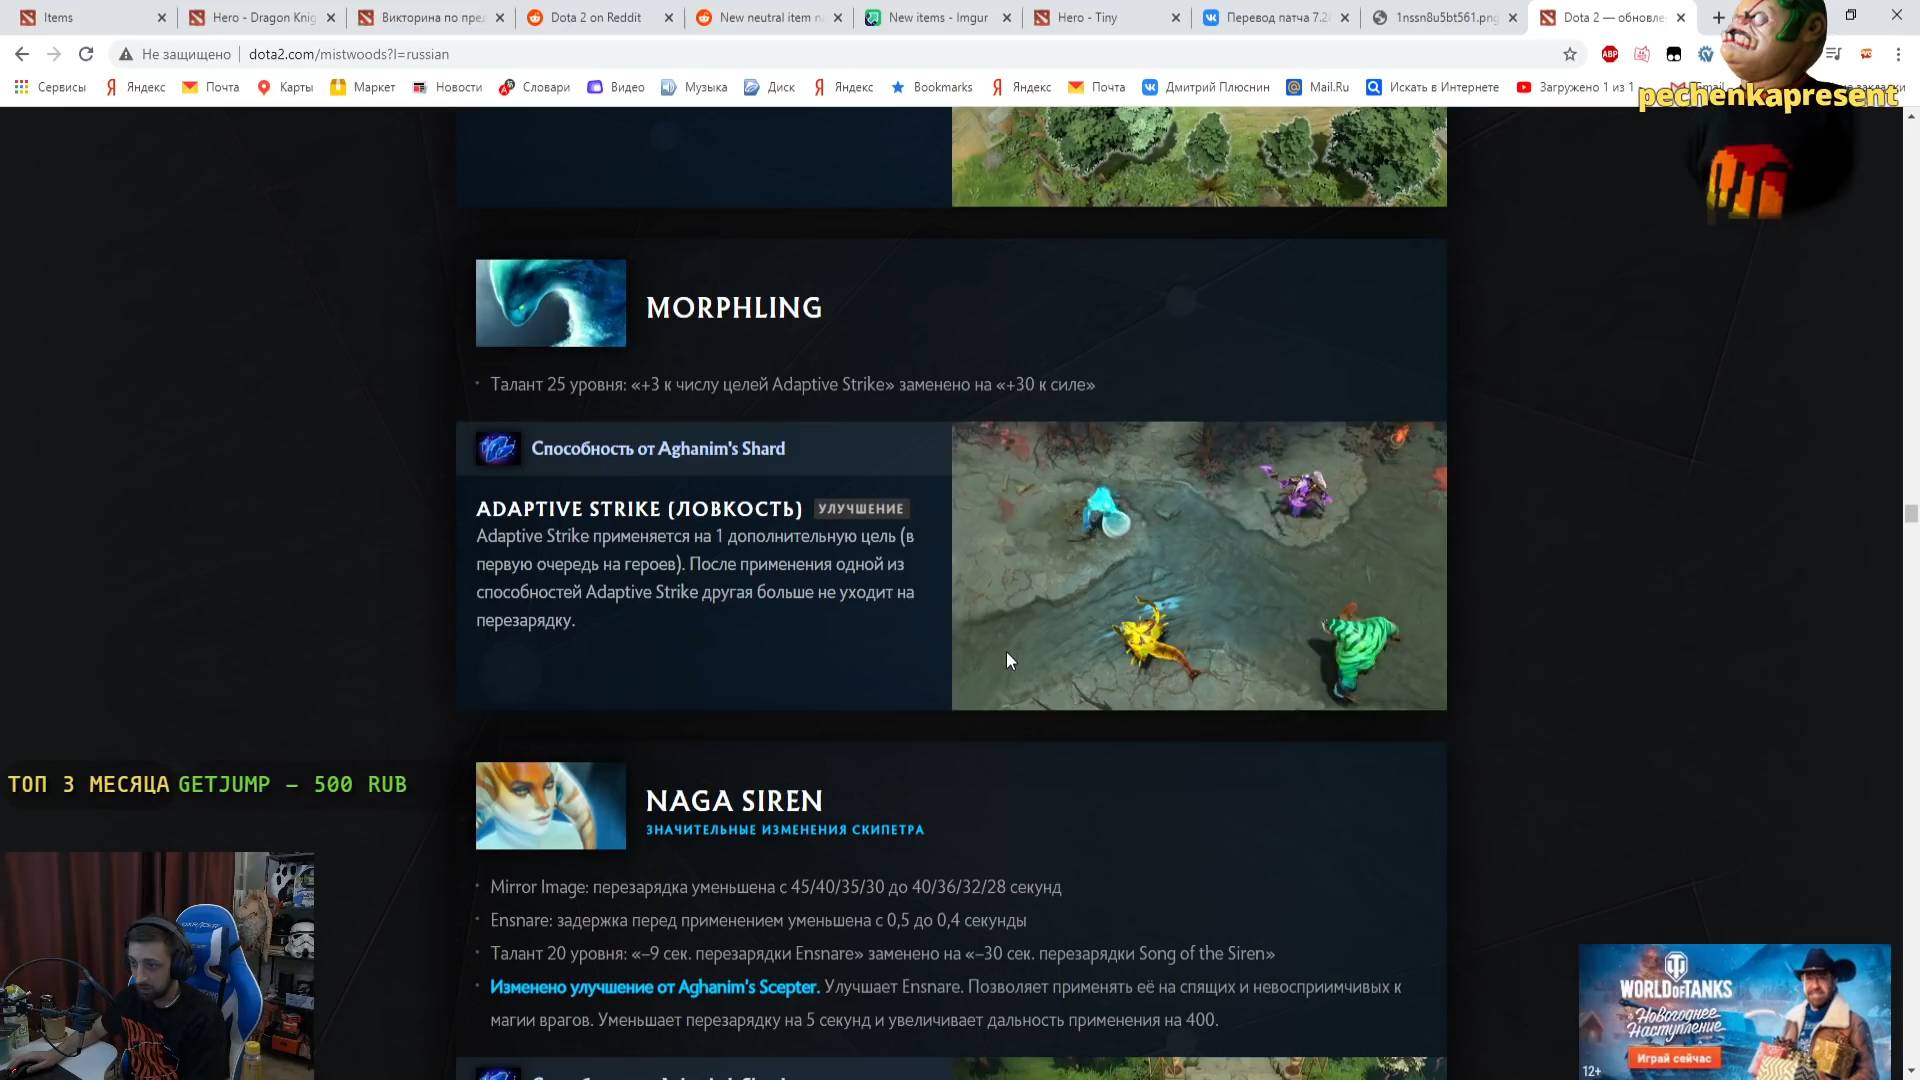 Items
Hero - Dragon Knig
Викторина по пред
Dota 2 on Reddit
New neutral item n
New items - Imgur
Hero - Tiny
Перевод патча 7.2
1nssn8u5bt561.png
Dota 2 — обновле
Не защищено
dota2.com/mistwoods?l=russian
ABP
Сервисы
Яндекс
Почта
Карты
Маркет
Новости
Словари
Видео
Музыка
Диск
Яндекс
Bookmarks
Яндекс
Почта
Дмитрий Плюснин
Mail.Ru
Искать в Интернете
Загружено 1 из 1
pechenkapresent
MORPHLING
Талант 25 уровня: «+3 к числу целей Adaptive Strike» заменено на «+30 к силе»
Способность от Aghanim's Shard
ADAPTIVE STRIKE (ЛОВКОСТЬ) УЛУЧШЕНИЕ
Adaptive Strike применяется на 1 дополнительную цель (в
первую очередь на героев). После применения одной из
способностей Adaptive Strike другая больше не уходит на
перезарядку.
ТОП 3 МЕСЯЦА GETJUMP – 500 RUB
NAGA SIREN
ЗНАЧИТЕЛЬНЫЕ ИЗМЕНЕНИЯ СКИПЕТРА
Mirror Image: перезарядка уменьшена с 45/40/35/30 до 40/36/32/28 секунд
Ensnare: задержка перед применением уменьшена с 0,5 до 0,4 секунды
Талант 20 уровня: «–9 сек. перезарядки Ensnare» заменено на «–30 сек. перезарядки Song of the Siren»
Изменено улучшение от Aghanim's Scepter. Улучшает Ensnare. Позволяет применять её на спящих и невосприимчивых к
магии врагов. Уменьшает перезарядку на 5 секунд и увеличивает дальность применения на 400.
WORLD OF TANKS
Новогоднее
Наступление
Играй сейчас
12+